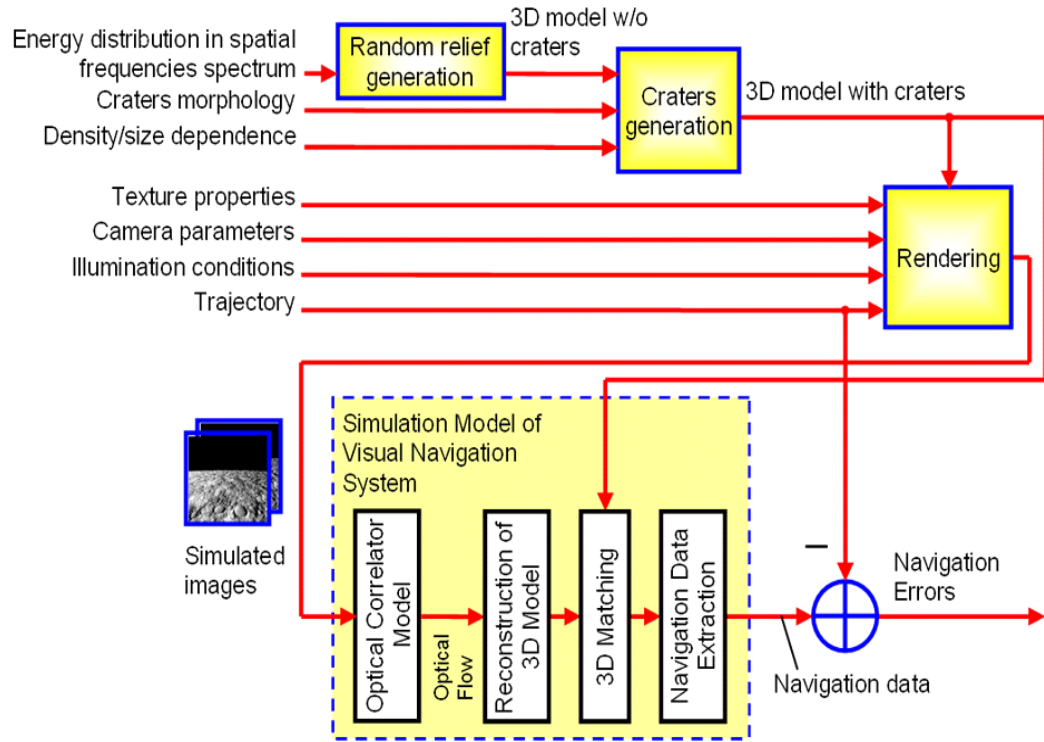 Energy distribution in spatial
frequencies spectrum
Craters morphology
Density/size dependence
Random relief
generation
3D model w/o
craters
Craters
generation
3D model with craters
Texture properties
Camera parameters
Illumination conditions
Trajectory
Rendering
Simulated
images
Simulation Model of
Visual Navigation
System
Optical Correlator
Model
Optical
Flow
Reconstruction of
3D Model
3D Matching
Navigation Data
Extraction
–
Navigation
Errors
Navigation data